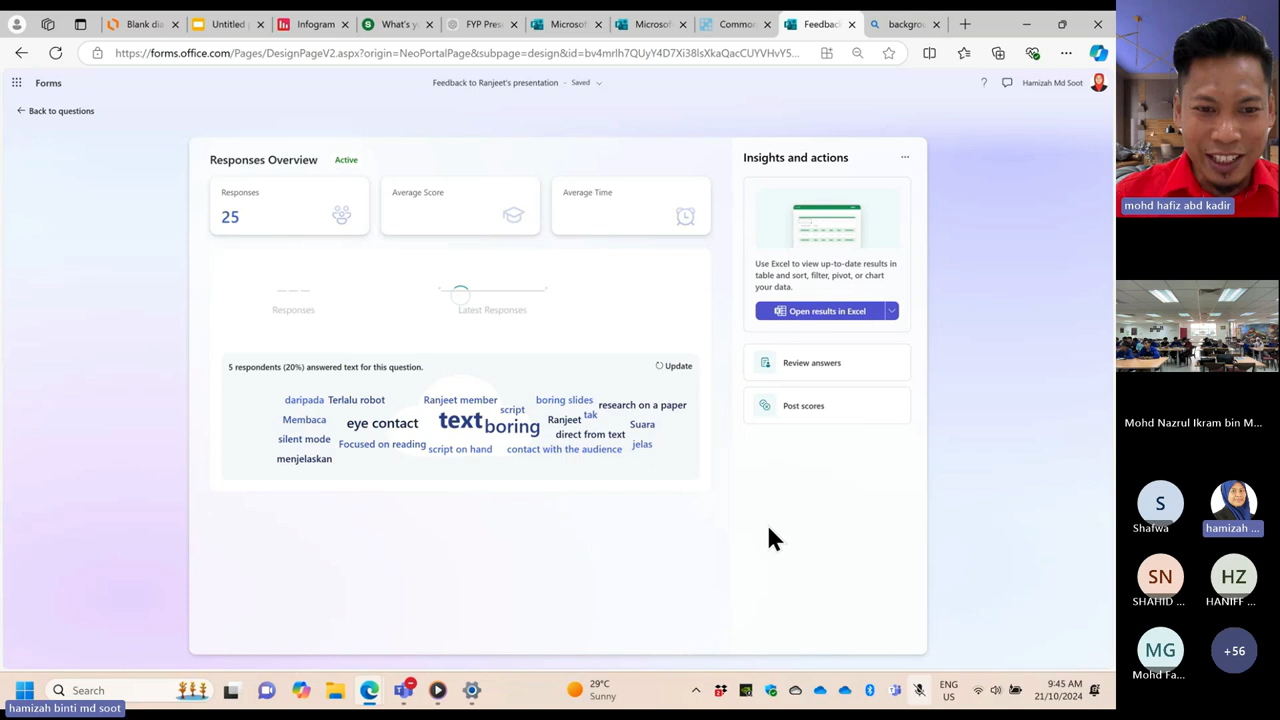 Blank di
Untitled
Infogram
What's y
FYP Pres
Microsof
Microsof
Common
Feedbac
backgro
https://forms.office.com/Pages/DesignPageV2.aspx?origin=NeoPortalPage&subpage=design&id=bv4mrlh7QUyY4D7Xi38lsXkaQacCUYVHvY5...
Forms
Feedback to Ranjeet's presentation - Saved
?
Hamizah Md Soot
Back to questions
Responses Overview Active
Responses
25
Average Score
Average Time
Responses
Latest Responses
5 respondents (20%) answered text for this question.
Update
daripada Terlalu robot Ranjeet member boring slides research on a paper
Membaca eye contact text script boring Ranjeet tak Suara
silent mode Focused on reading direct from text jelas
menjelaskan script on hand contact with the audience
Insights and actions
Use Excel to view up-to-date results in
table and sort, filter, pivot, or chart
your data.
Open results in Excel
Review answers
Post scores
mohd hafiz abd kadir
Mohd Nazrul Ikram bin M...
S
Shafwa
hamizah ...
SN
SHAHID ...
HZ
HANIFF ...
MG
Mohd Fa...
+56
Search
29°C
Sunny
ENG
US
9:45 AM
21/10/2024
hamizah binti md soot